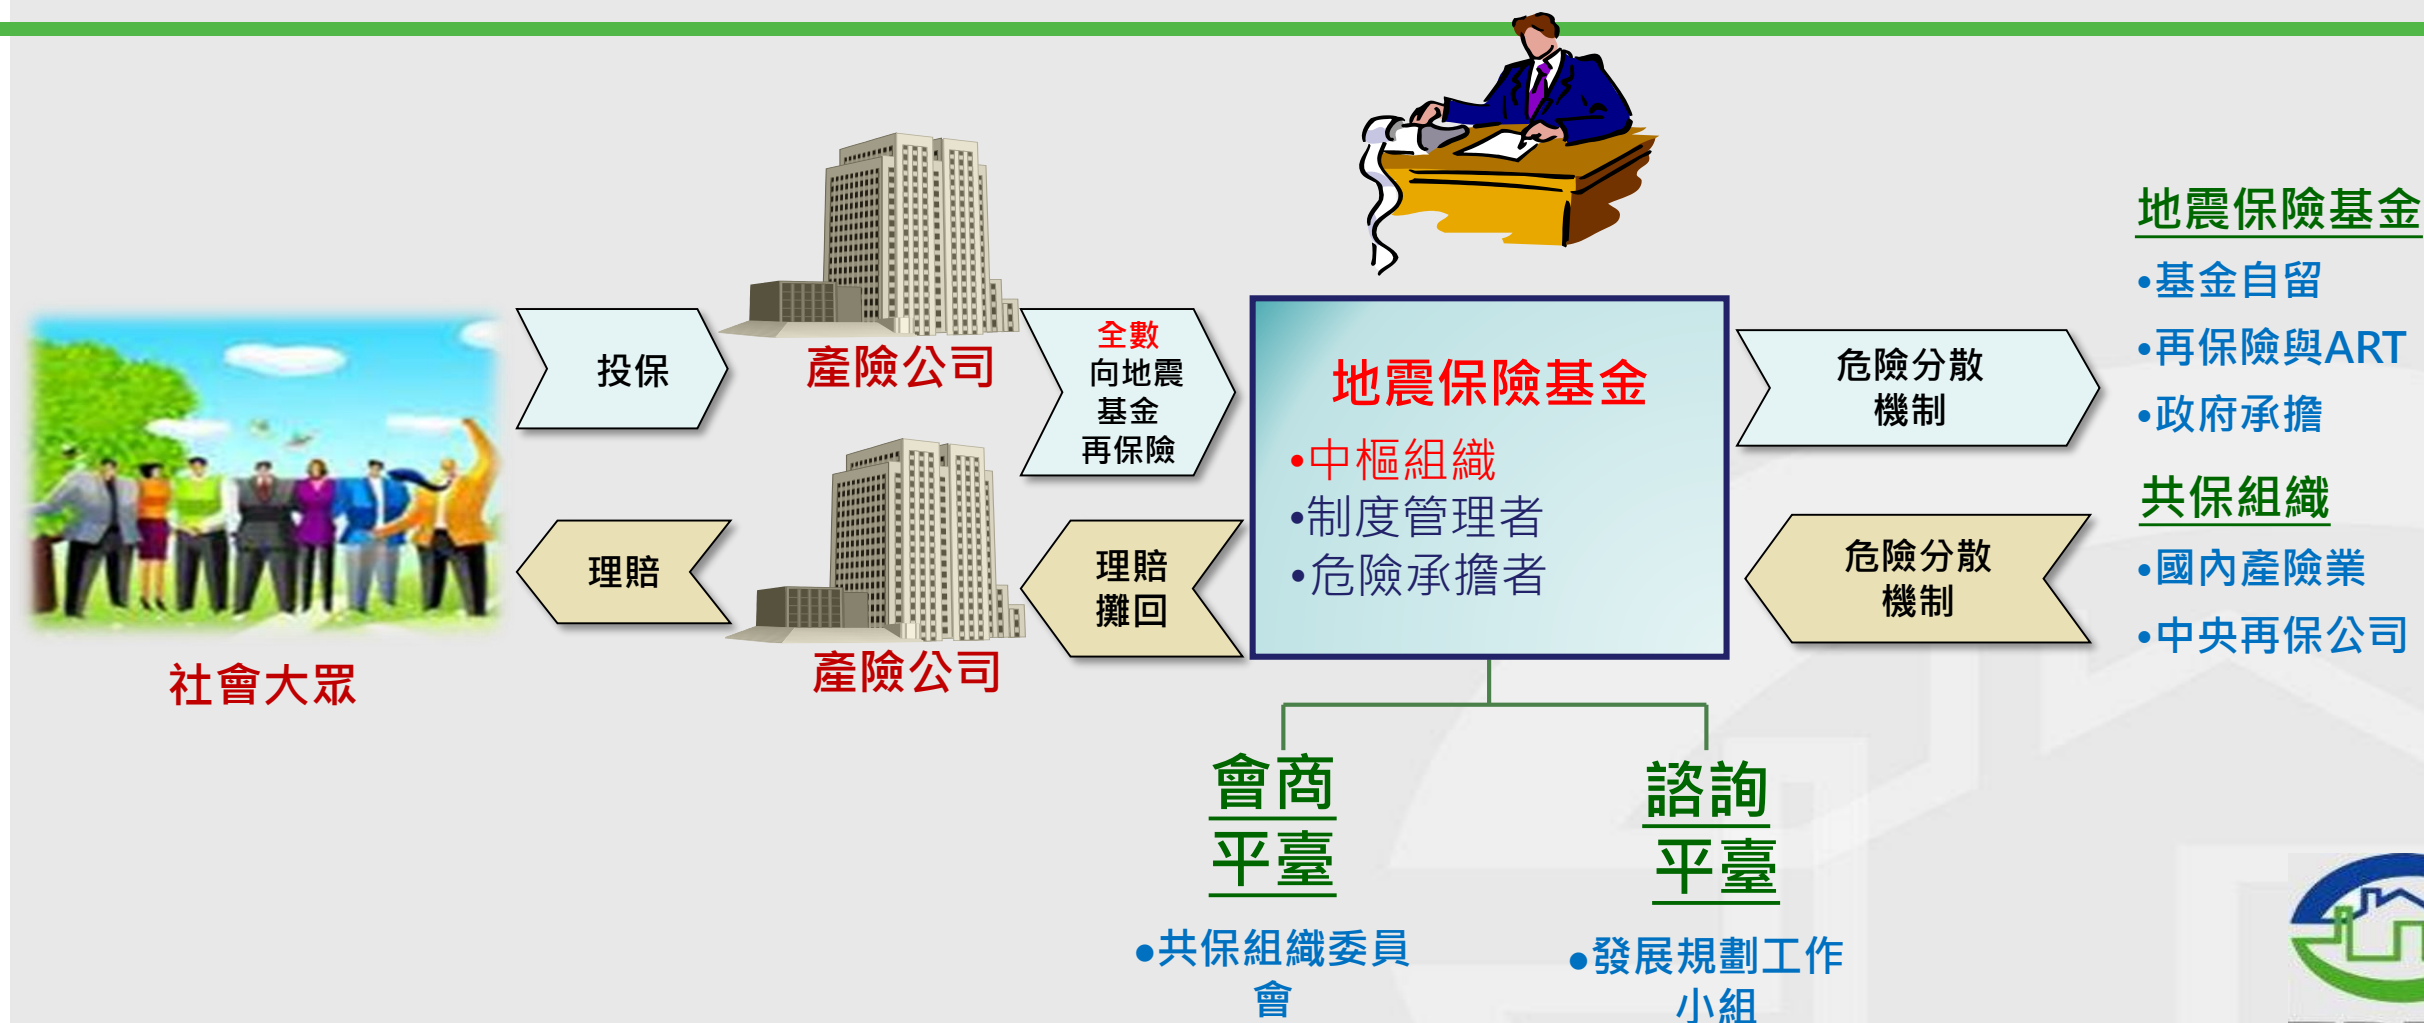 社會大眾
投保
理賠
產險公司
產險公司
全數
向地震
基金
再保險
理賠
攤回
地震保險基金
•中樞組織
•制度管理者
•危險承擔者
危險分散
機制
危險分散
機制
地震保險基金
•基金自留
•再保險與ART
•政府承擔
共保組織
•國內產險業
•中央再保公司
會商
平臺
•共保組織委員
會
諮詢
平臺
•發展規劃工作
小組